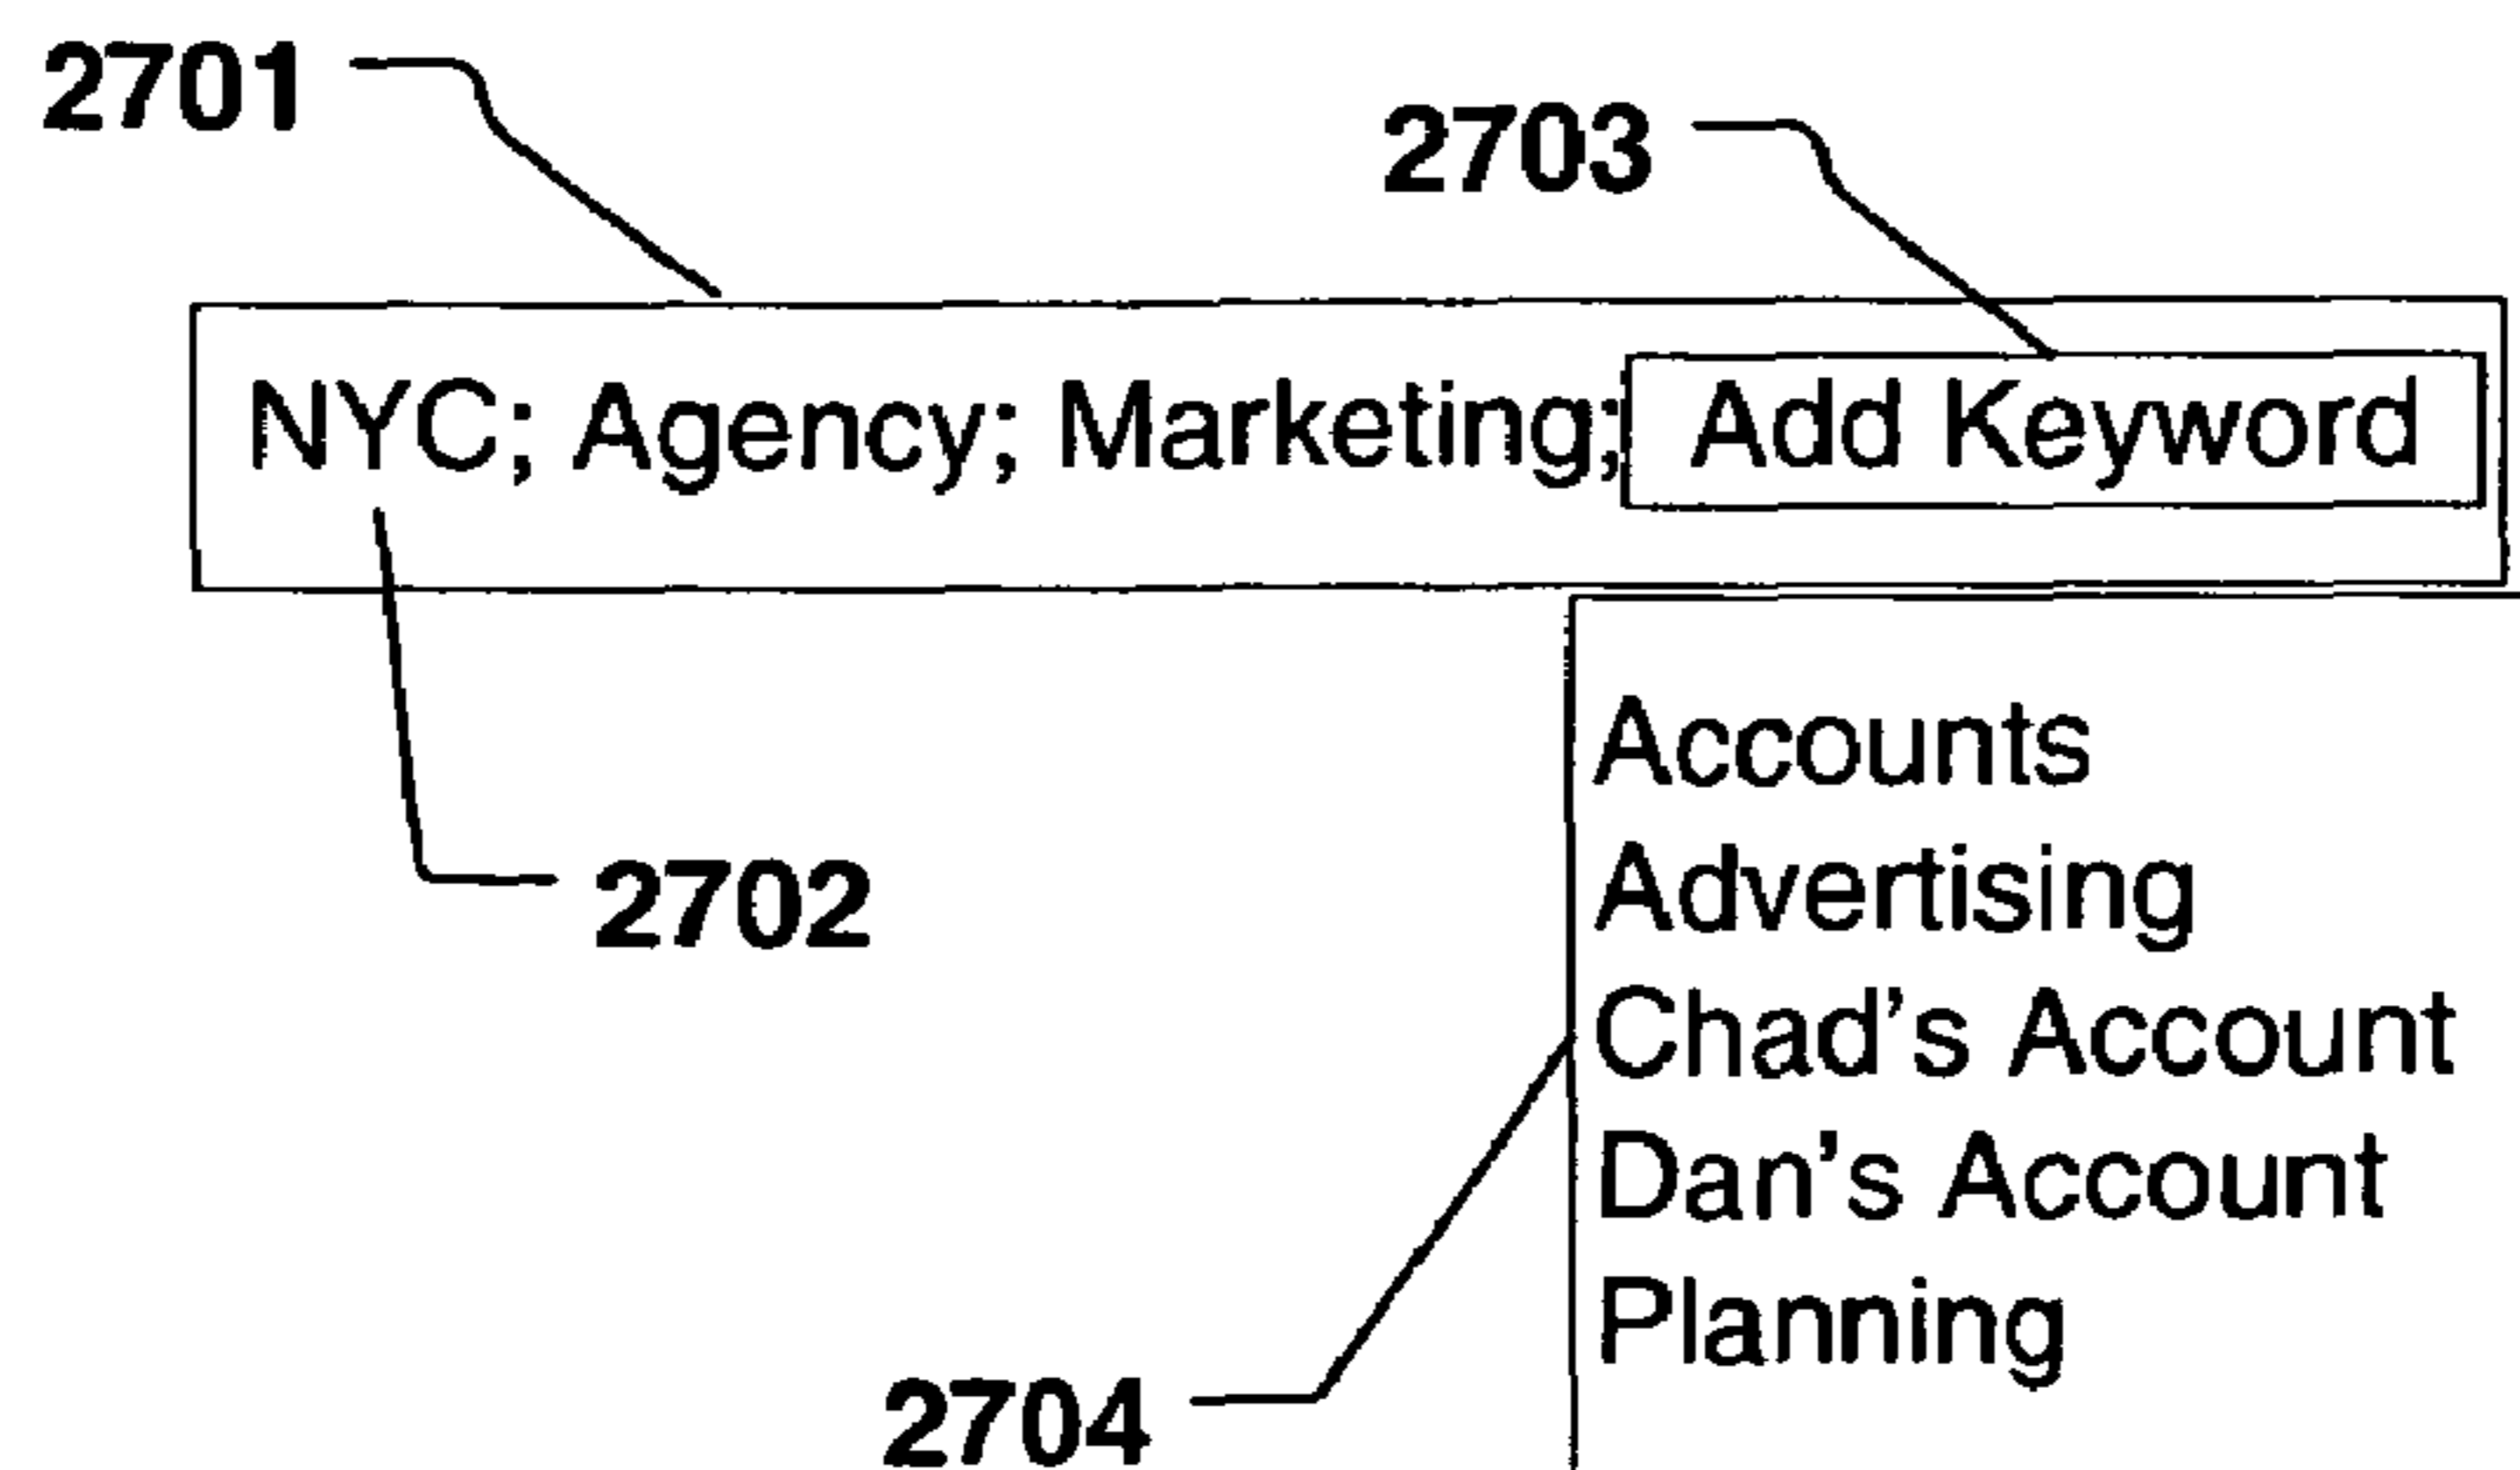 2701
2703
NYC; Agency; Marketing; Add Keyword
Accounts
Advertising
2702
Chad's Account
Dan's Account
Planning
2704